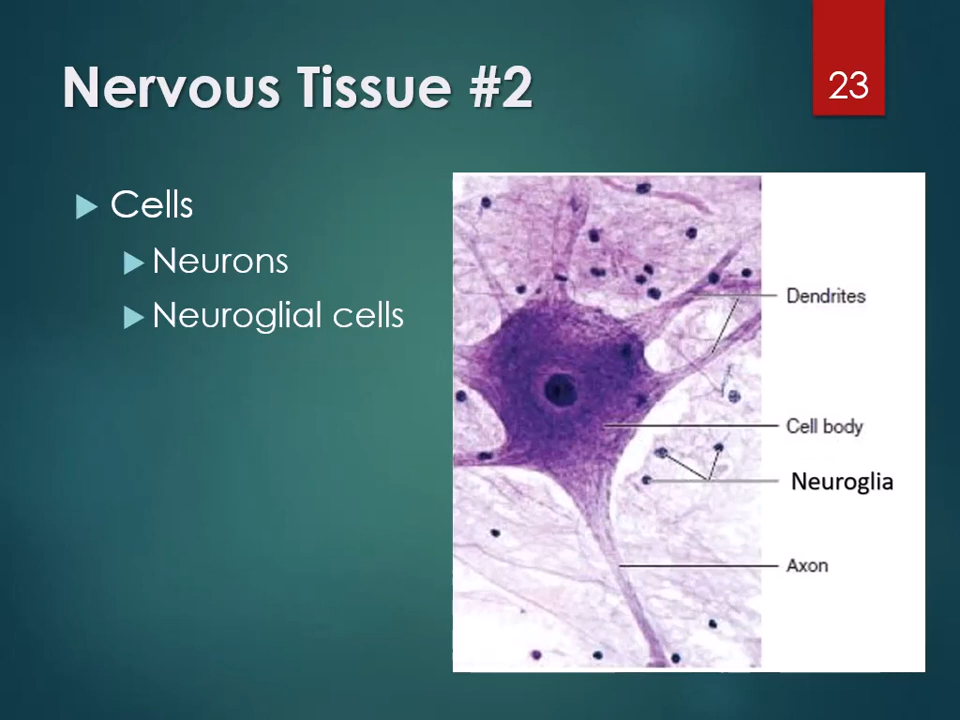 Nervous Tissue #2
23
Cells
Neurons
Neuroglial cells
Dendrites
Cell body
Neuroglia
Axon